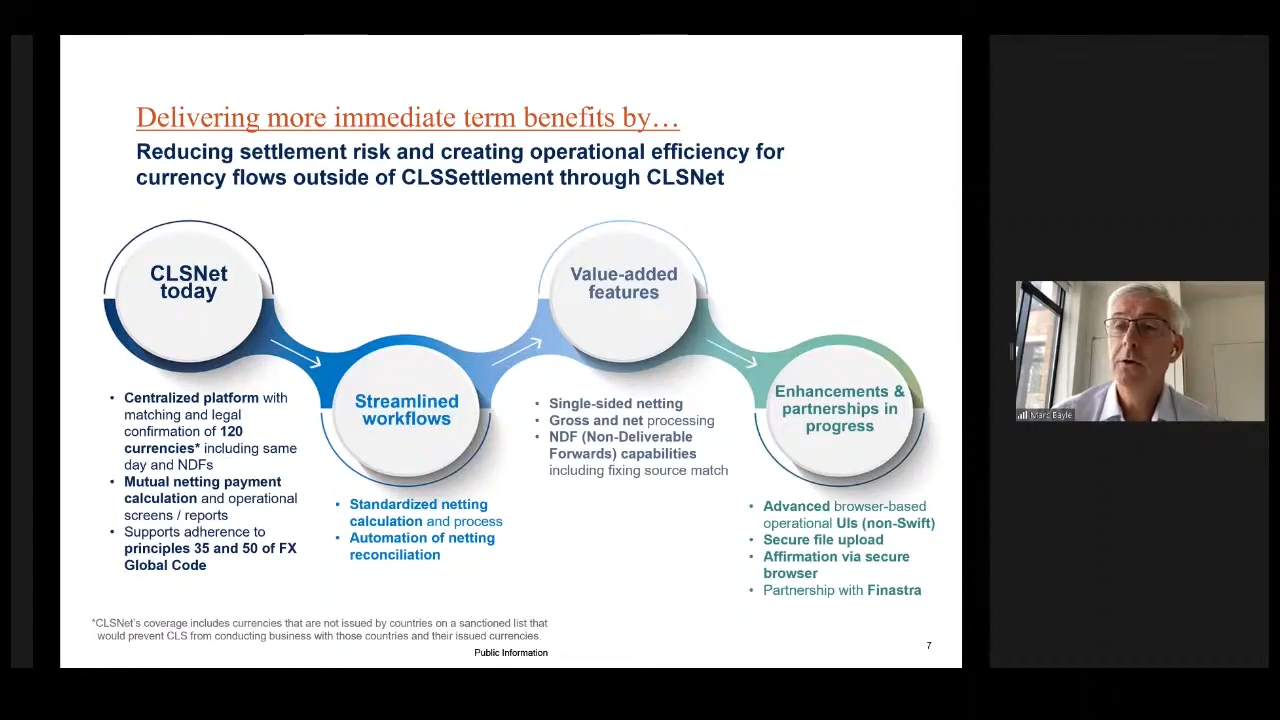 Delivering more immediate term benefits by…
Reducing settlement risk and creating operational efficiency for
currency flows outside of CLSSettlement through CLSNet
CLSNet
today
• Centralized platform with
matching and legal
confirmation of 120
currencies* including same
day and NDFs
• Mutual netting payment
calculation and operational
screens / reports
• Supports adherence to
principles 35 and 50 of FX
Global Code
Streamlined
workflows
• Standardized netting
calculation and process
• Automation of netting
reconciliation
Value-added
features
• Single-sided netting
• Gross and net processing
• NDF (Non-Deliverable
Forwards) capabilities
including fixing source match
Enhancements &
partnerships in
progress
• Advanced browser-based
operational UIs (non-Swift)
• Secure file upload
• Affirmation via secure
browser
• Partnership with Finastra
*CLSNet's coverage includes currencies that are not issued by countries on a sanctioned list that
would prevent CLS from conducting business with those countries and their issued currencies.
Public Information
7
Marc Bayle